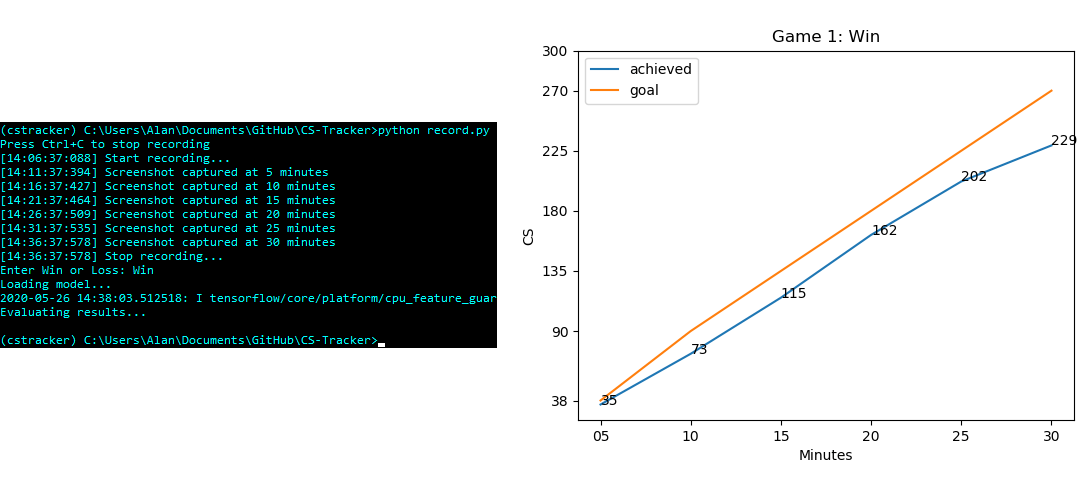 (cstracker) C:\Users\Alan\Documents\GitHub\CS-Tracker>python record.py
Press Ctrl+C to stop recording
[14:06:37:088] Start recording...
[14:11:37:394] Screenshot captured at 5 minutes
[14:16:37:427] Screenshot captured at 10 minutes
[14:21:37:464] Screenshot captured at 15 minutes
[14:26:37:509] Screenshot captured at 20 minutes
[14:31:37:535] Screenshot captured at 25 minutes
[14:36:37:578] Screenshot captured at 30 minutes
[14:36:37:578] Stop recording...
Enter Win or Loss: Win
Loading model...
2020-05-26 14:38:03.512518: I tensorflow/core/platform/cpu_feature_guar
Evaluating results...
(cstracker) C:\Users\Alan\Documents\GitHub\CS-Tracker>
Game 1: Win
achieved
goal
300
270
225
180
135
90
38
CS
35
73
115
162
202
229
05 10 15 20 25 30
Minutes